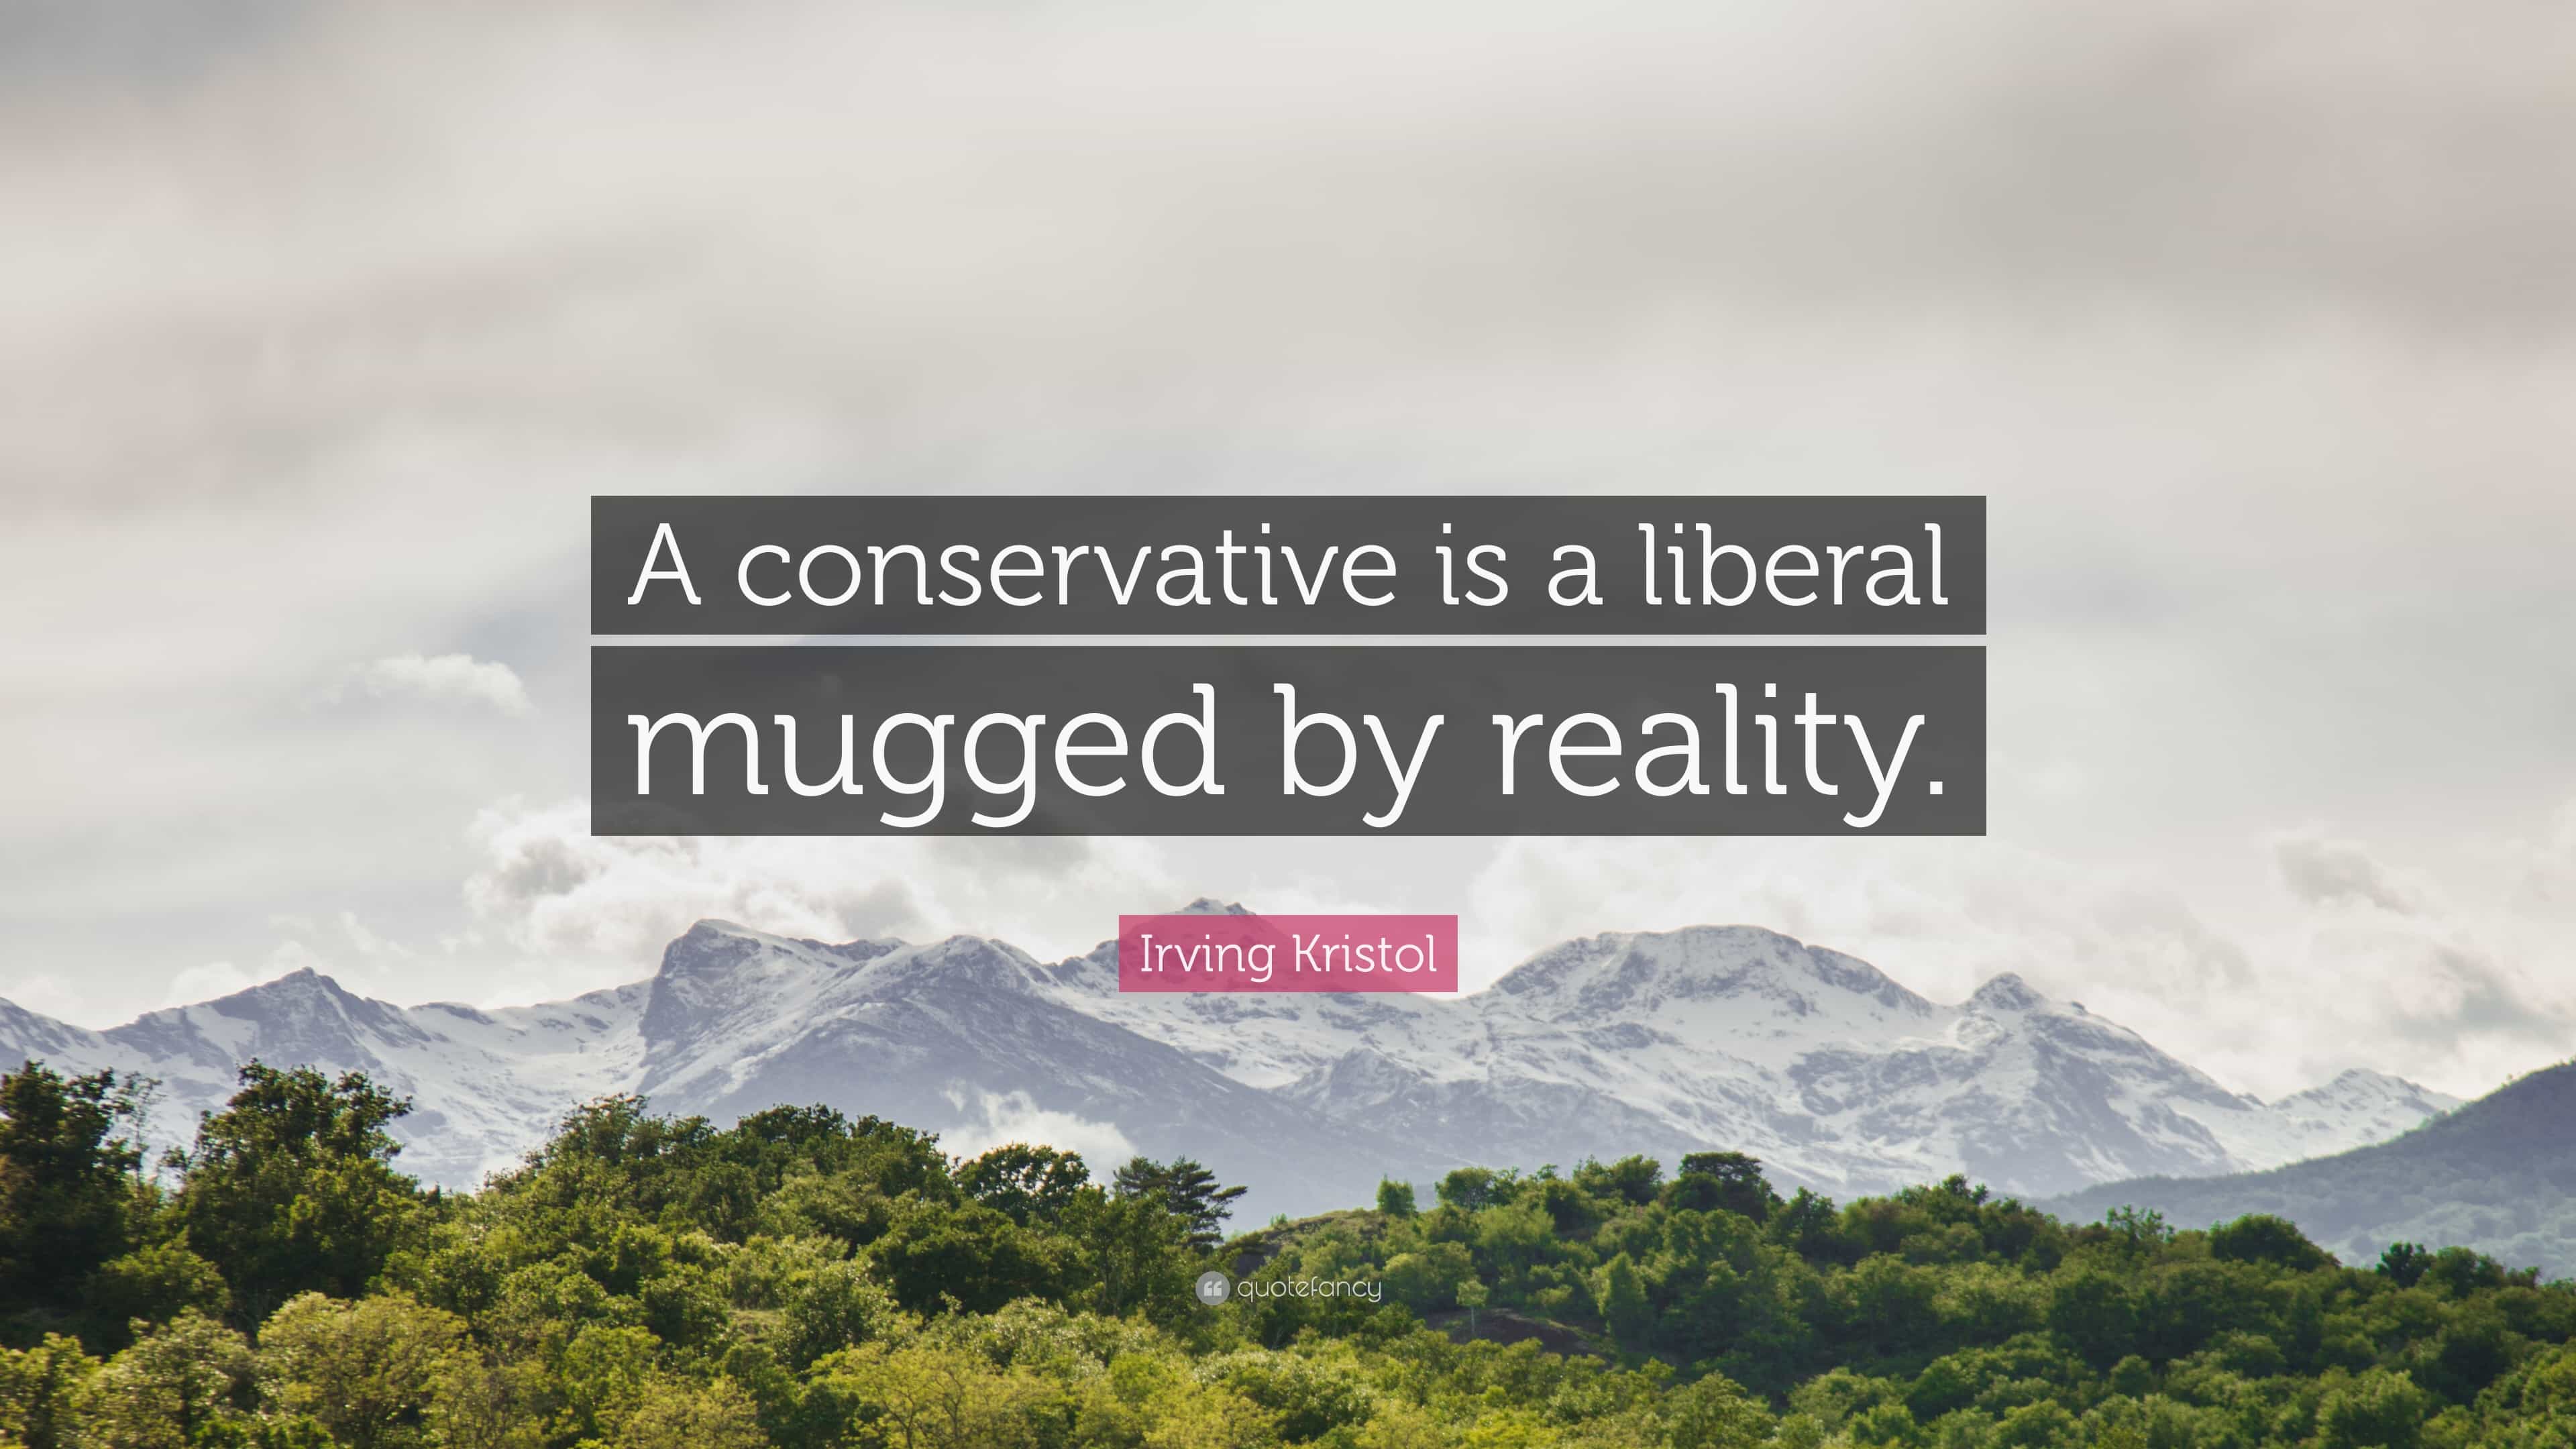 A conservative is a liberal
mugged by reality.
Irving Kristol
quotefancy